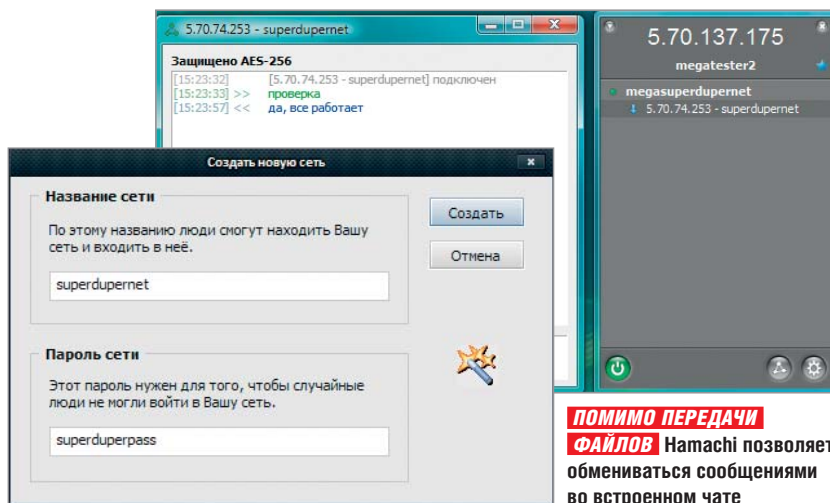 5.70.74.253 - superdupernet
Защищено AES-256
[15:23:32] [5.70.74.253 - superdupernet] подключен
[15:23:33] >> проверка
[15:23:57] << да, все работает
5.70.137.175
megatester2
megasuperdupernet
5.70.74.253 - superdupernet
Создать новую сеть
Название сети
По этому названию люди смогут находить Вашу
сеть и входить в неё.
superdupernet
Создать
Отмена
Пароль сети
Этот пароль нужен для того, чтобы случайные
люди не могли войти в Вашу сеть.
superduperpass
ПОМИМО ПЕРЕДАЧИ
ФАЙЛОВ Hamachi позволяет
обмениваться сообщениями
во встроенном чате